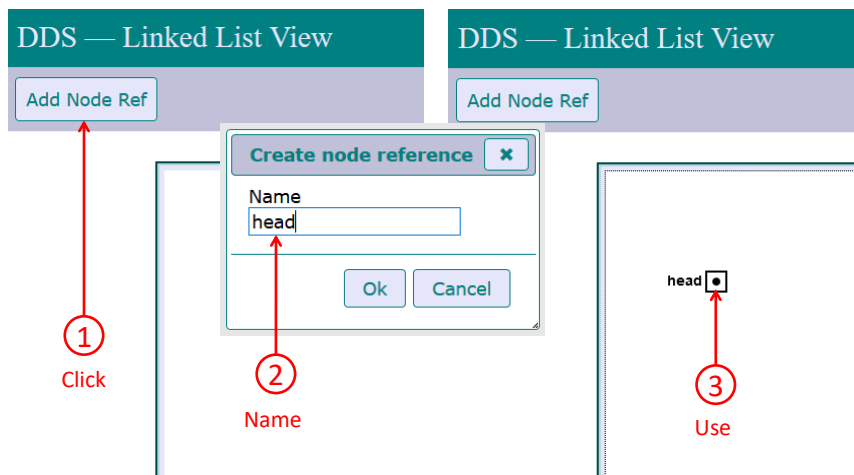 DDS — Linked List View
Add Node Ref
Create node reference
Name
head
Ok Cancel
1
Click
2
Name
DDS — Linked List View
Add Node Ref
head
3
Use